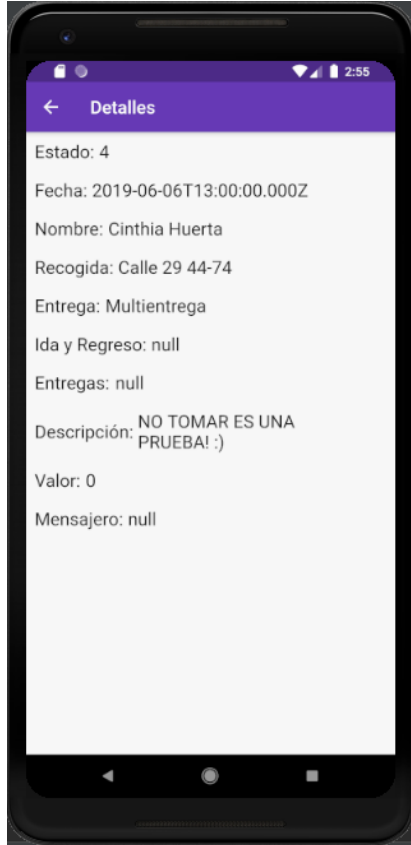 2:55
Detalles
Estado: 4
Fecha: 2019-06-06T13:00:00.000Z
Nombre: Cinthia Huerta
Recogida: Calle 29 44-74
Entrega: Multientrega
Ida y Regreso: null
Entregas: null
Descripción: NO TOMAR ES UNA
PRUEBA! :)
Valor: 0
Mensajero: null